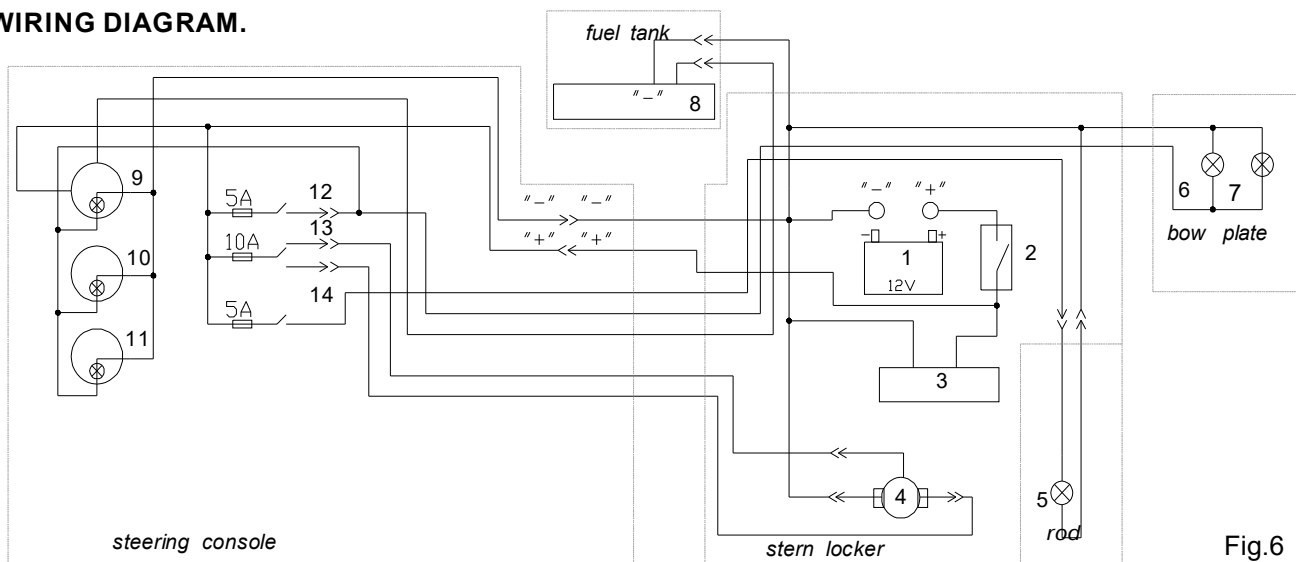 WIRING DIAGRAM.
fuel tank
"-" 8
9
5A 12
10A 13
10
14
5A
11
"-" "-"
"+" "+"
"-" "+"
- +
1
12V
2
3
4
5
6 7
bow plate
rod
steering console
stern locker
Fig.6